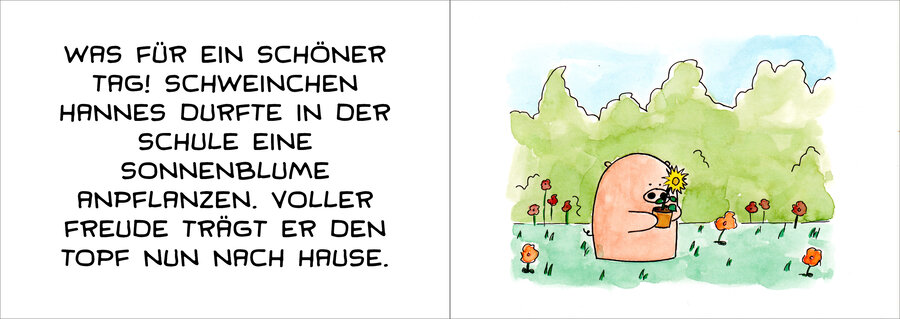 WAS FÜR EIN SCHÖNER
TAG! SCHWEINCHEN
HANNES DURFTE IN DER
SCHULE EINE
SONNENBLUME
ANPFLANZEN. VOLLER
FREUDE TRÄGT ER DEN
TOPF NUN NACH HAUSE.